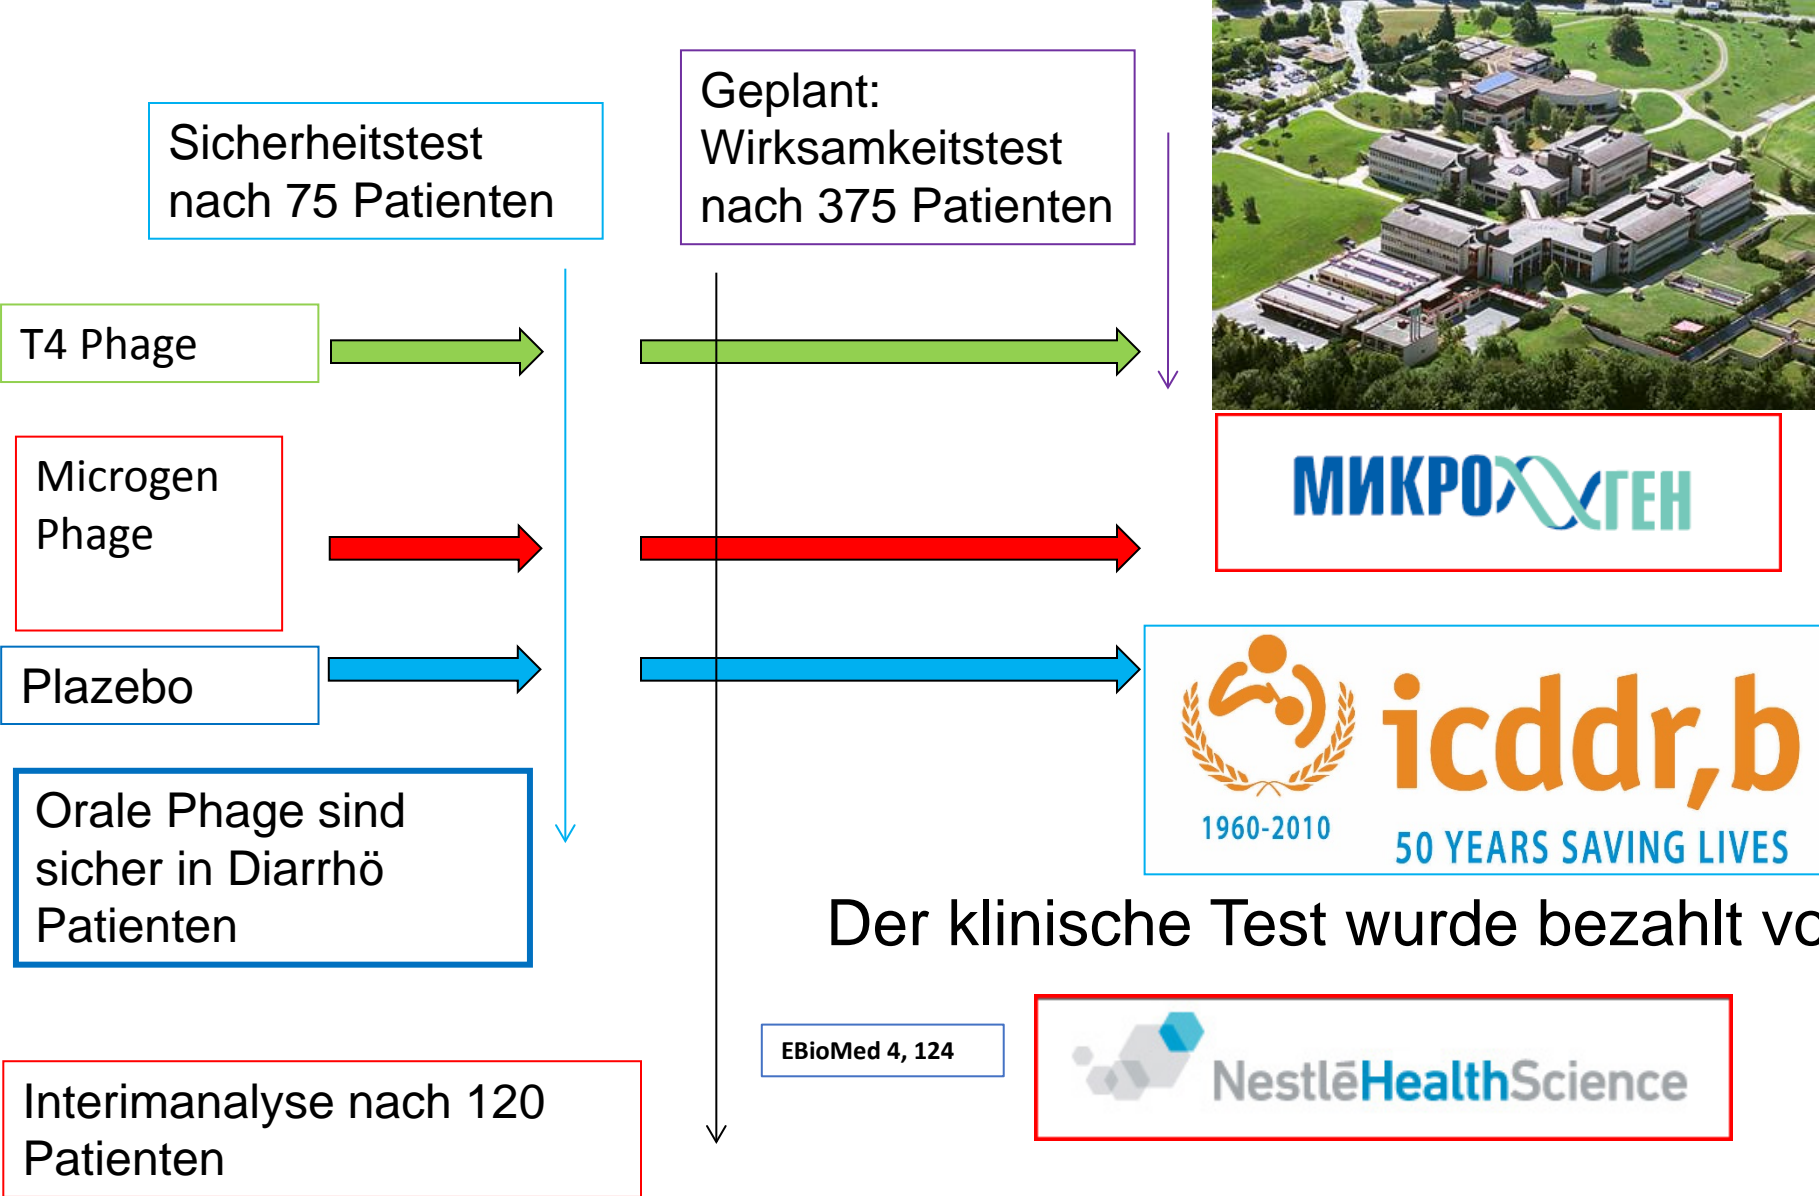 Sicherheitstest
nach 75 Patienten
Geplant:
Wirksamkeitstest
nach 375 Patienten
T4 Phage
Microgen
Phage
Plazebo
Orale Phage sind
sicher in Diarrhö
Patienten
Interimanalyse nach 120
Patienten
МИКРОГЕН
icddr,b
1960-2010
50 YEARS SAVING LIVES
Der klinische Test wurde bezahlt
EBioMed 4, 124
NestlēHealthScience